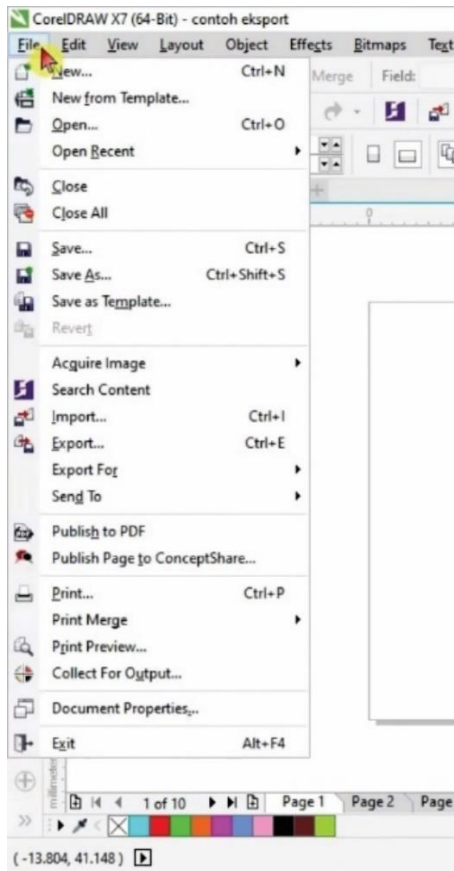 CorelDRAW X7 (64-Bit) - contoh eksport
File Edit View Layout Object Effects Bitmaps Text
New... Ctrl+N
Merge Field:
New from Template...
Open... Ctrl+O
Open Recent
Close
Close All
0
Save... Ctrl+S
Save As... Ctrl+Shift+S
Save as Template...
Revert
Acquire Image
Search Content
Import... Ctrl+I
Export... Ctrl+E
Export For
Send To
Publish to PDF
Publish Page to ConceptShare...
Print... Ctrl+P
Print Merge
Print Preview...
Collect For Output...
Document Properties...
Exit Alt+F4
millimeter
1 of 10 Page 1 Page 2 Page
( -13.804, 41.148 )